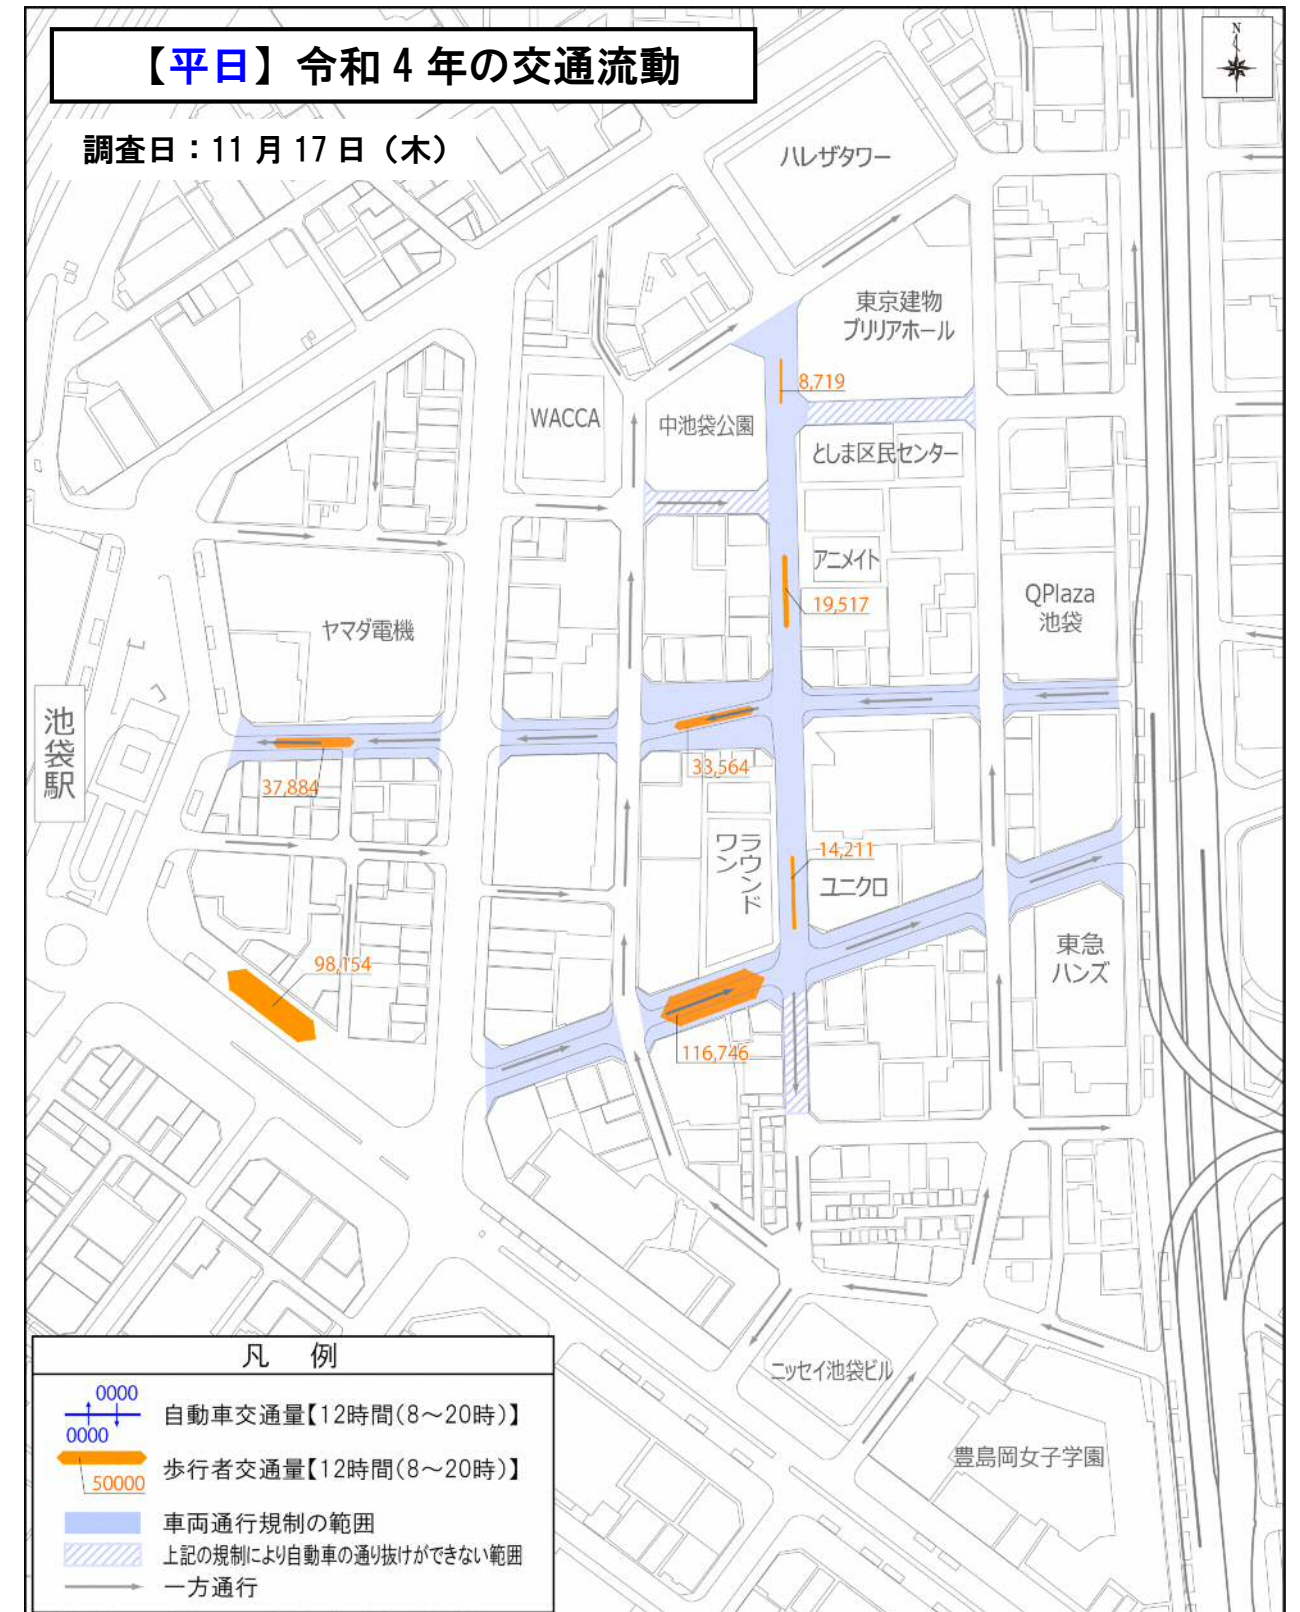 【平日】令和4年の交通流動
調査日：11月17日（木）
N
ハレザタワー
東京建物
ブリリアホール
8,719
WACCA
中池袋公園
としま区民センター
アニメイト
19,517
QPlaza
池袋
ヤマダ電機
池袋駅
37,884
33,564
ラウンド
ワン
14,211
ユニクロ
東急
ハンズ
98,154
116,746
ニッセイ池袋ビル
豊島岡女子学園
凡 例
0000
0000
自動車交通量【12時間(8～20時)】
50000
歩行者交通量【12時間(8～20時)】
車両通行規制の範囲
上記の規制により自動車の通り抜けができない範囲
一方通行